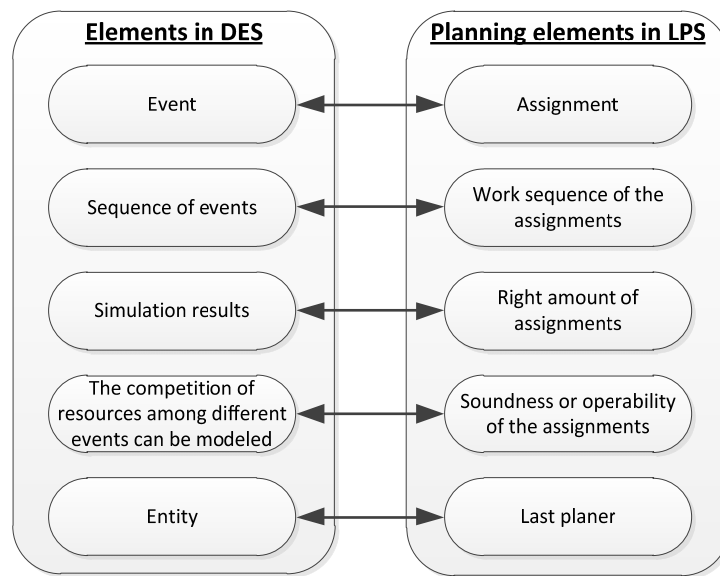 Elements in DES
Event
Sequence of events
Simulation results
The competition of
resources among different
events can be modeled
Entity
Planning elements in LPS
Assignment
Work sequence of the
assignments
Right amount of
assignments
Soundness or operability
of the assignments
Last planer